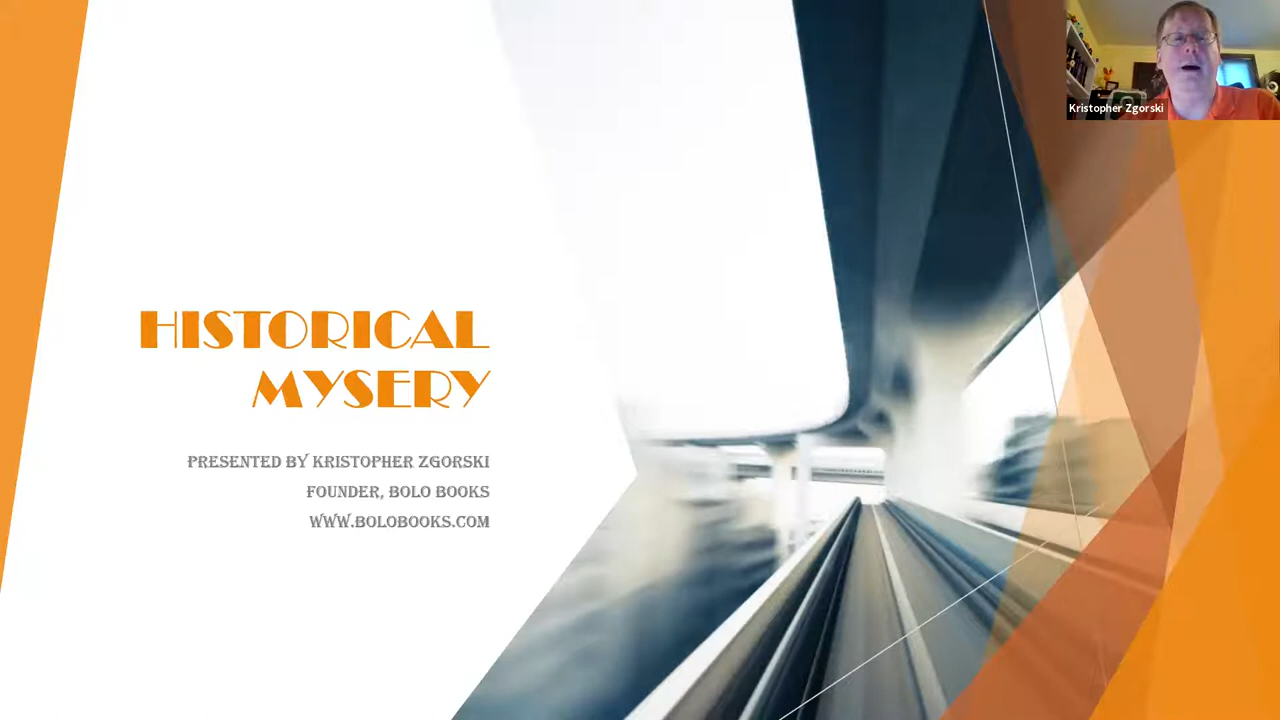 HISTORICAL
MYSERY
PRESENTED BY KRISTOPHER ZGORSKI
FOUNDER, BOLO BOOKS
WWW.BOLOBOOKS.COM
Kristopher Zgorski